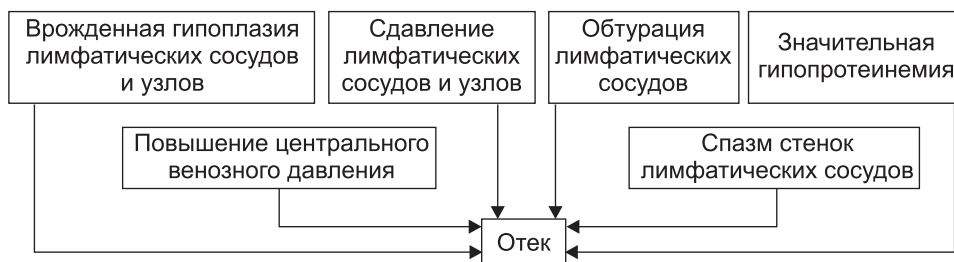 Врожденная гипоплазия
лимфатических сосудов
и узлов
Сдавление
лимфатических
сосудов и узлов
Обтурация
лимфатических
сосудов
Значительная
гипопротеинемия
Повышение центрального
венозного давления
Спазм стенок
лимфатических сосудов
Отек